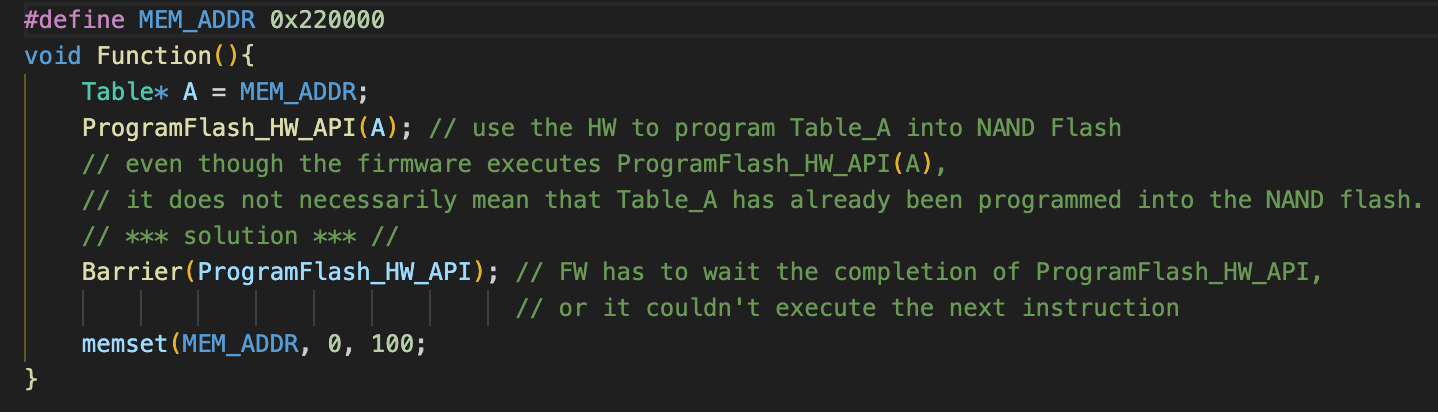 #define MEM_ADDR 0x220000
void Function(){
    Table* A = MEM_ADDR;
    ProgramFlash_HW_API(A); // use the HW to program Table_A into NAND Flash
    // even though the firmware executes ProgramFlash_HW_API(A),
    // it does not necessarily mean that Table_A has already been programmed into the NAND flash.
    // *** solution *** //
    Barrier(ProgramFlash_HW_API); // FW has to wait the completion of ProgramFlash_HW_API,
                                  // or it couldn't execute the next instruction
    memset(MEM_ADDR, 0, 100;
}